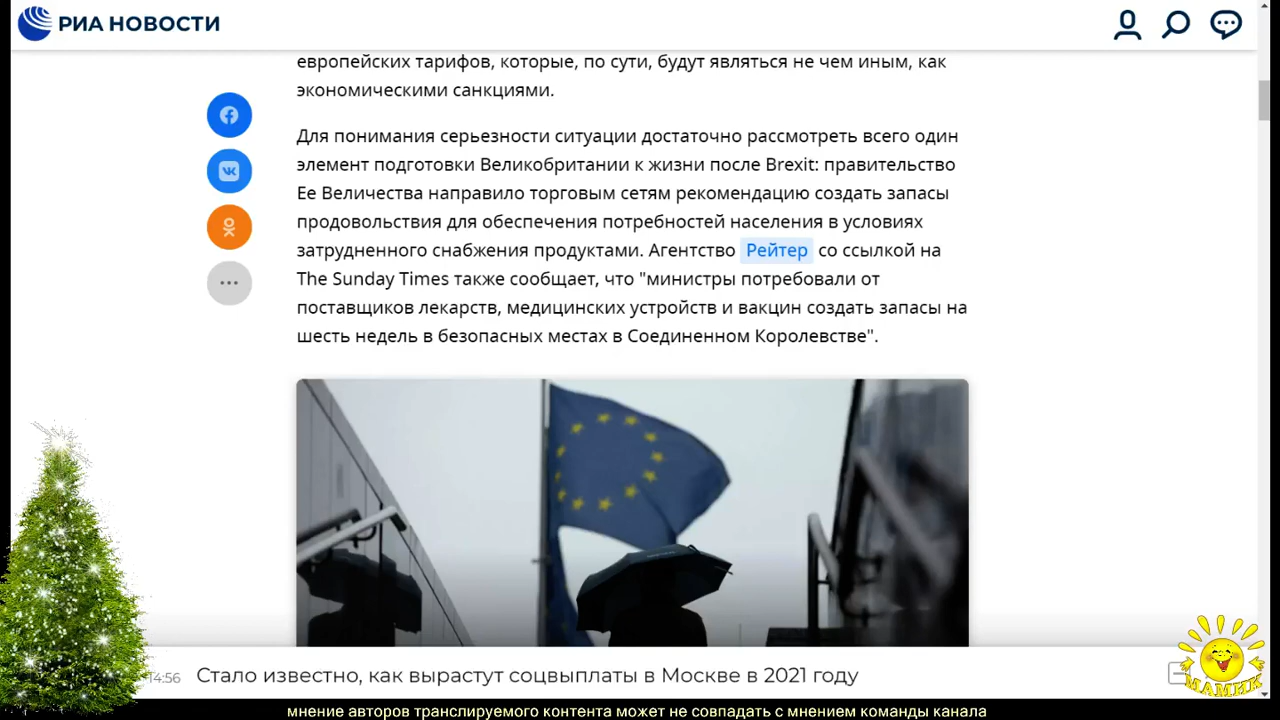 РИА НОВОСТИ
европейских тарифов, которые, по сути, будут являться не чем иным, как
экономическими санкциями.
Для понимания серьезности ситуации достаточно рассмотреть всего один
элемент подготовки Великобритании к жизни после Brexit: правительство
Ее Величества направило торговым сетям рекомендацию создать запасы
продовольствия для обеспечения потребностей населения в условиях
затрудненного снабжения продуктами. Агентство Рейтер со ссылкой на
The Sunday Times также сообщает, что "министры потребовали от
поставщиков лекарств, медицинских устройств и вакцин создать запасы на
шесть недель в безопасных местах в Соединенном Королевстве".
14:56 Стало известно, как вырастут соцвыплаты в Москве в 2021 году
МАМИК
мнение авторов транслируемого контента может не совпадать с мнением команды канала